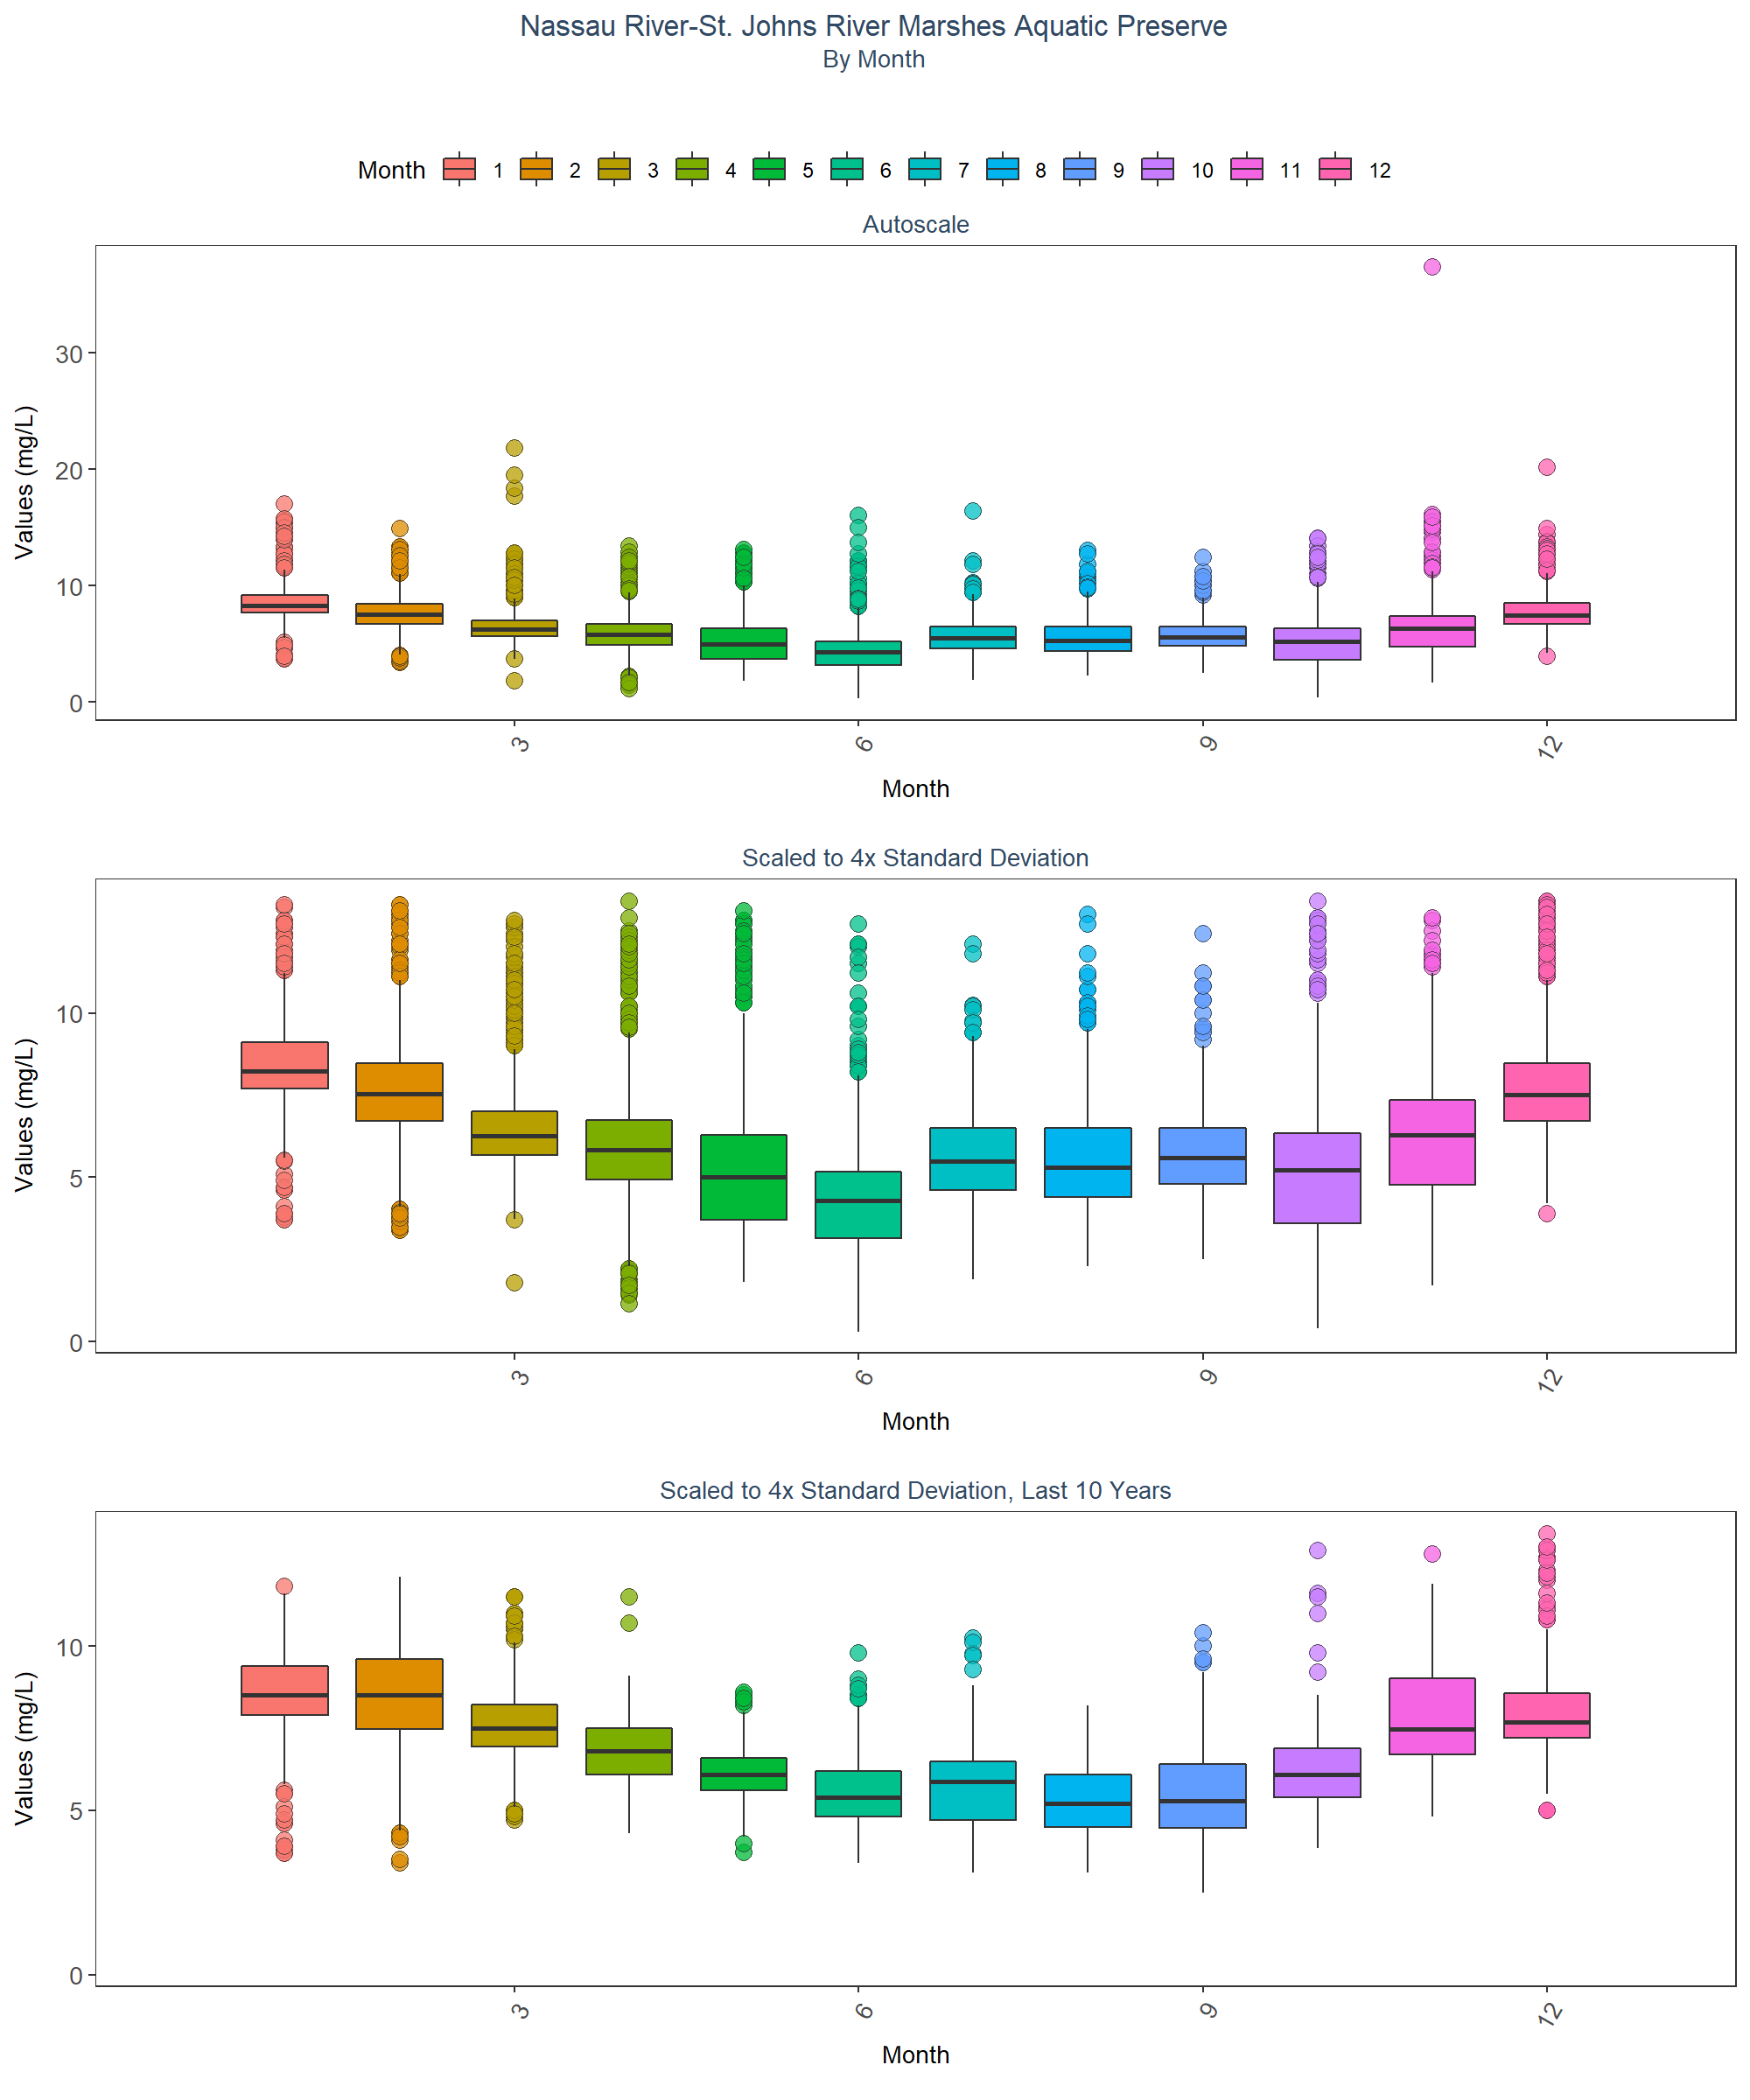 Nassau River-St. Johns River Marshes Aquatic Preserve
By Month
Month 1 2 3 4 5 6 7 8 9 10 11 12
Autoscale
Values (mg/L)
30
20
10
0
3 6 9 12
Month
Scaled to 4x Standard Deviation
Values (mg/L)
10
5
0
3 6 9 12
Month
Scaled to 4x Standard Deviation, Last 10 Years
Values (mg/L)
10
5
0
3 6 9 12
Month